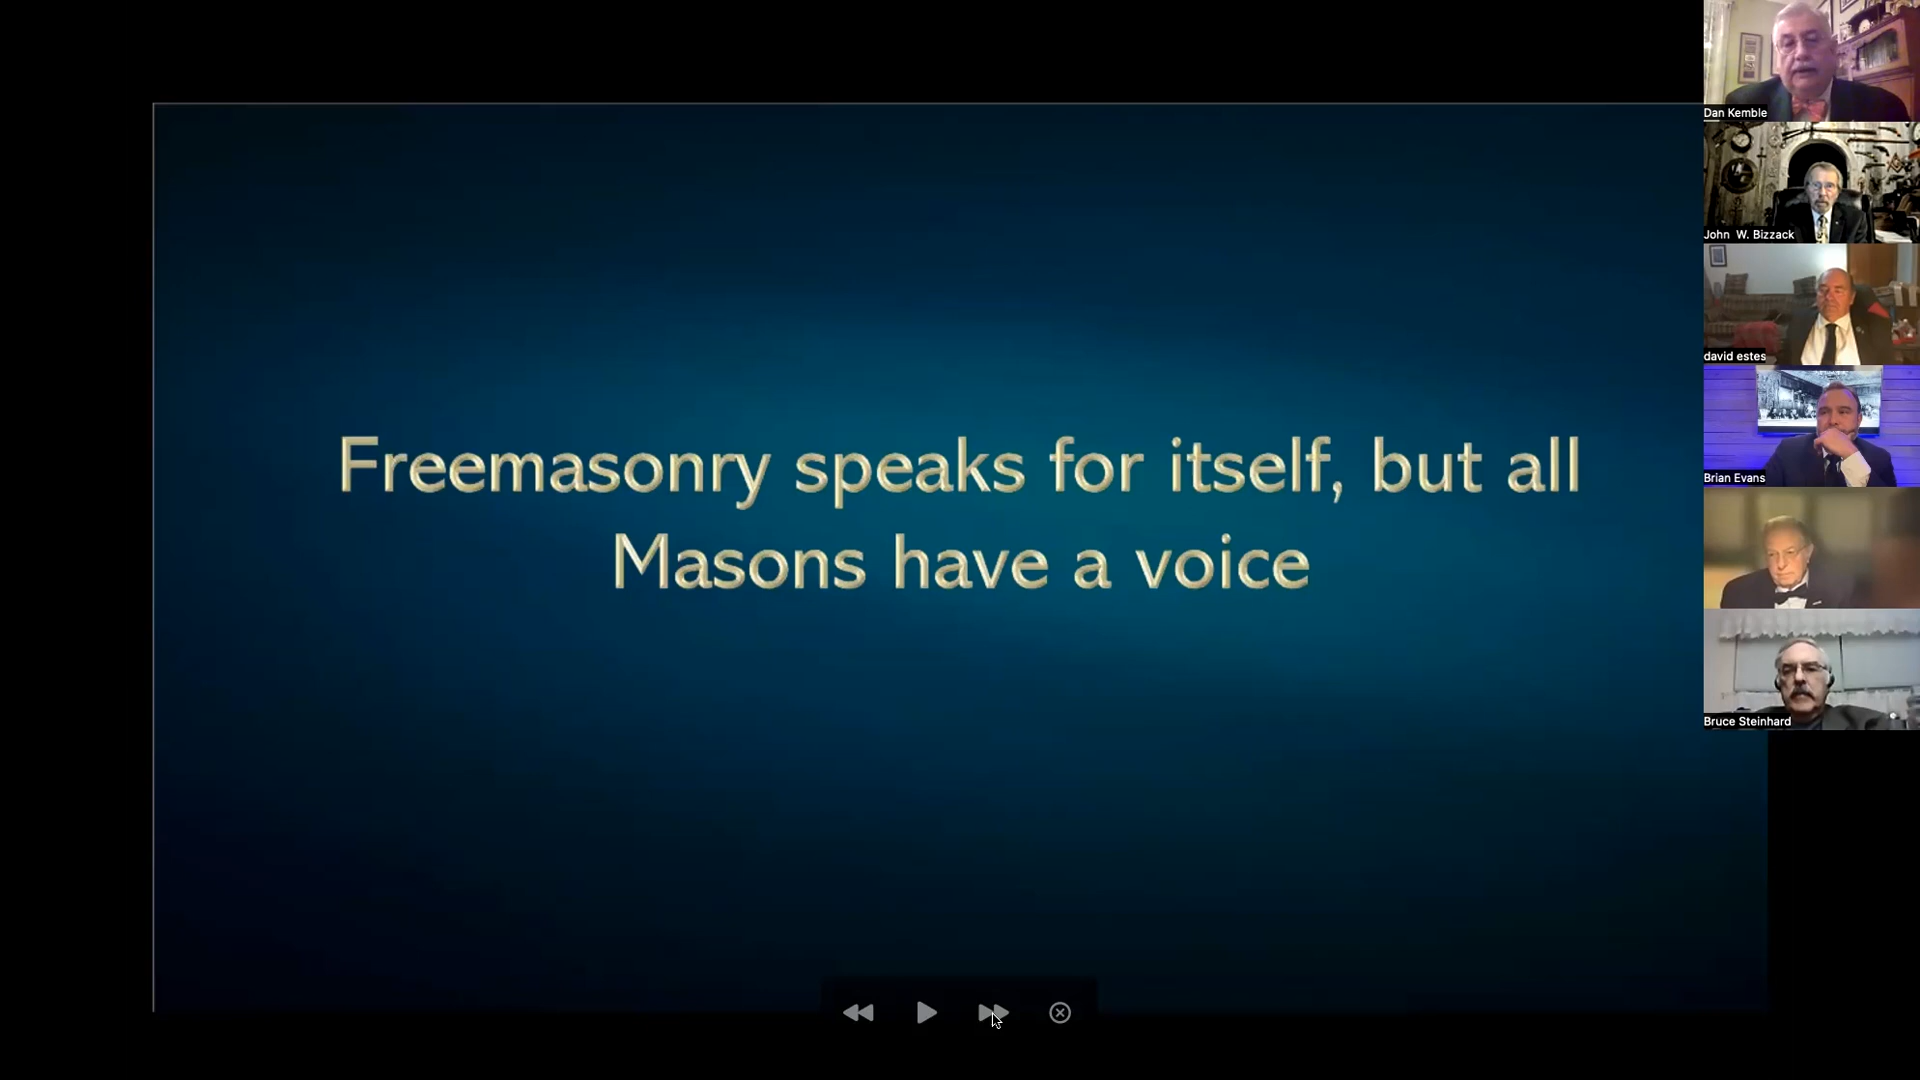 Freemasonry speaks for itself, but all
Masons have a voice
Dan Kemble
John W. Bizzack
david estes
Brian Evans
Bruce Steinhard